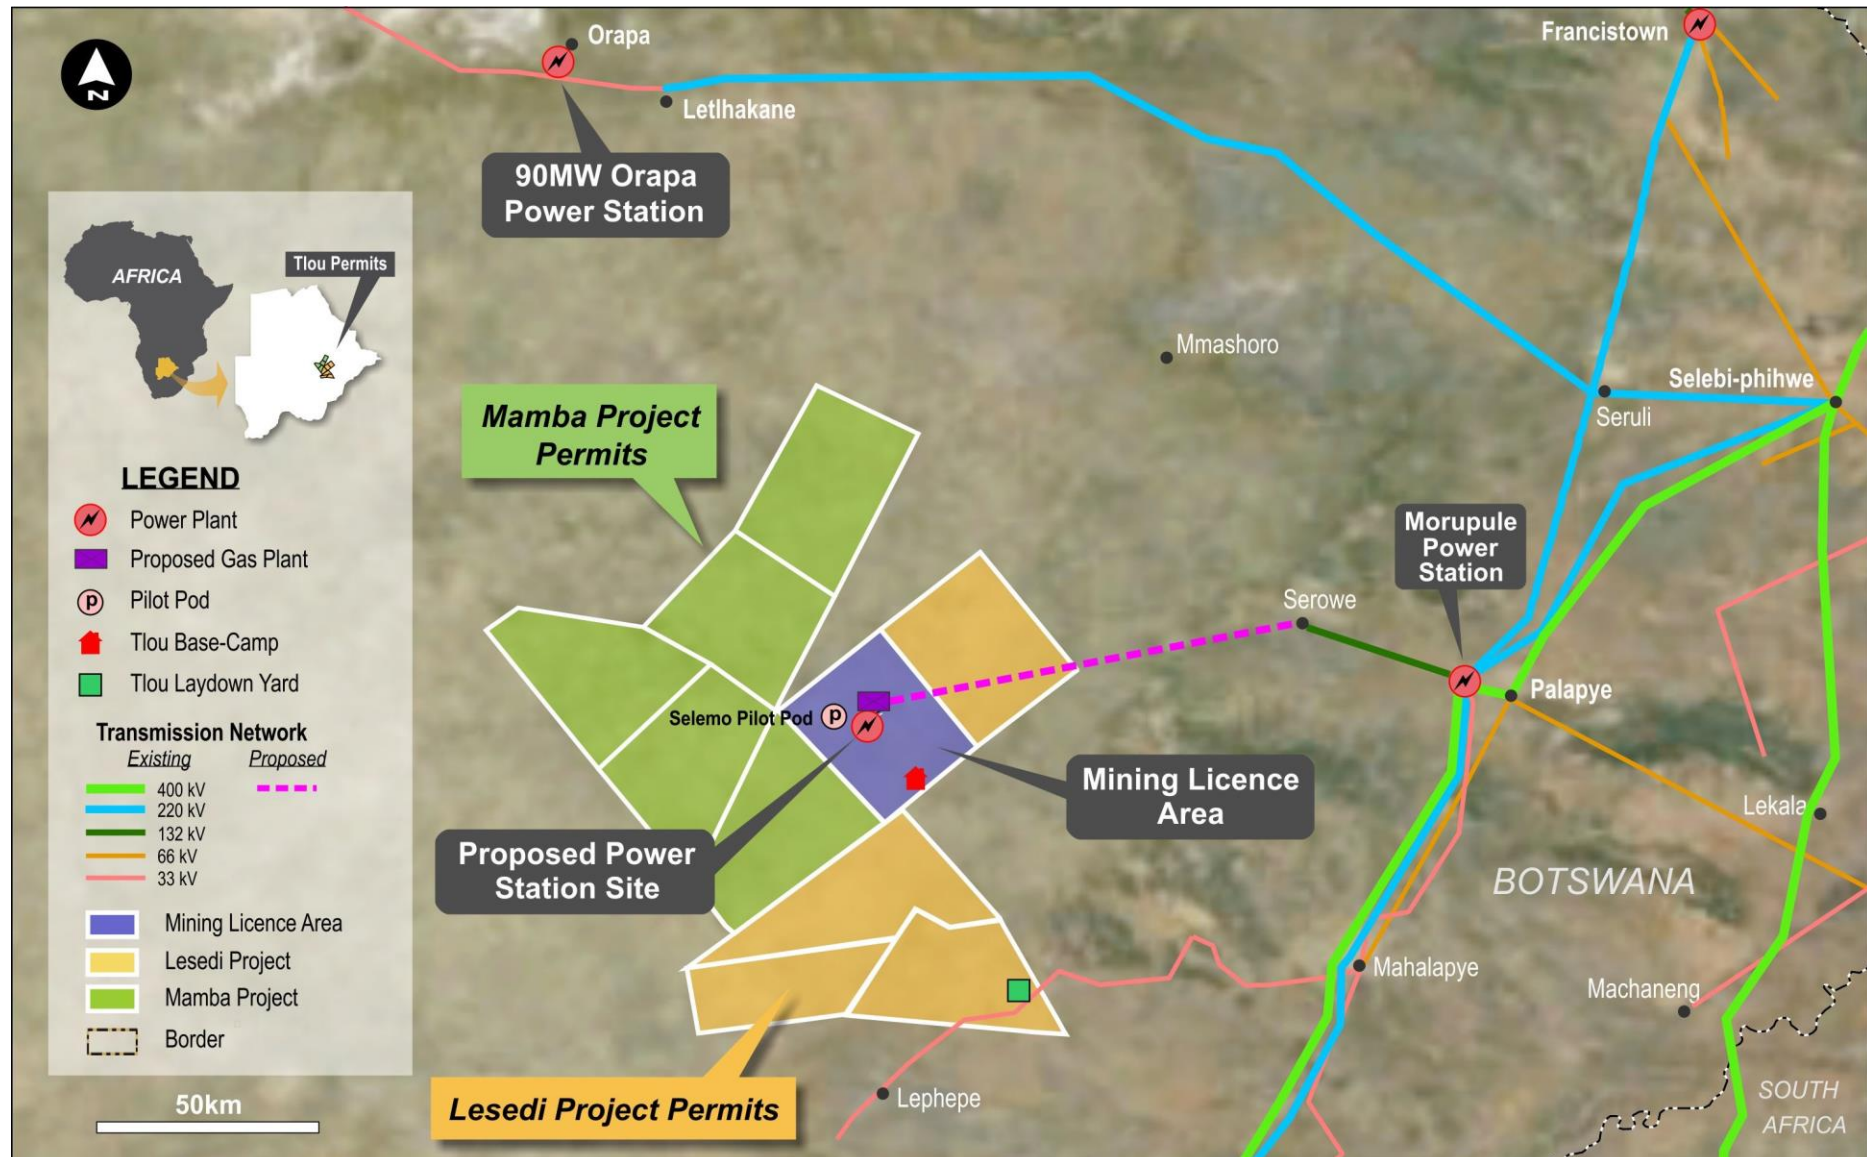 Orapa
Francistown
Letlhakane
90MW Orapa
Power Station
N
AFRICA
Tlou Permits
Mmashoro
Selebi-phihwe
Seruli
Mamba Project
Permits
LEGEND
Power Plant
Proposed Gas Plant
P
Pilot Pod
Tlou Base-Camp
Tlou Laydown Yard
Transmission Network
Existing
Proposed
400 kV
220 kV
132 kV
66 kV
33 kV
Mining Licence Area
Lesedi Project
Mamba Project
Border
50km
Morupule
Power
Station
Serowe
Palapye
Selemo Pilot Pod
P
Mining Licence
Area
Lekala
Proposed Power
Station Site
BOTSWANA
Mahalapye
Machaneng
Lephepe
Lesedi Project Permits
SOUTH
AFRICA